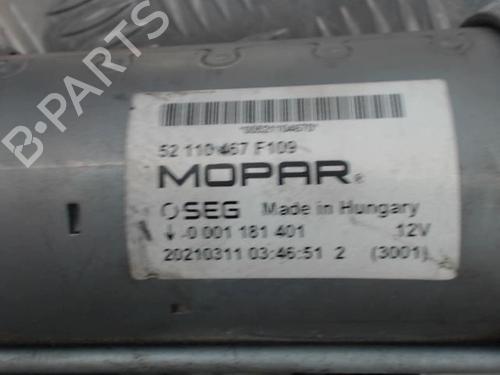 *00521104670*
52 110 467 F109
MOPAR®
SEG Made in Hungary
0 001 181 401 12V
20210311 03:46:51 2 (3001)
B-PARTS